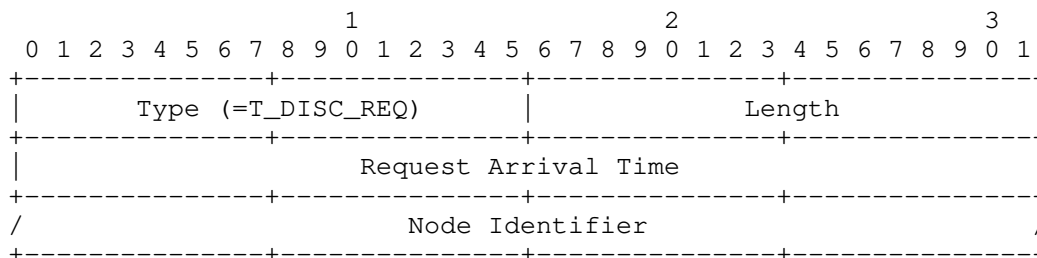 1                   2                   3
 0 1 2 3 4 5 6 7 8 9 0 1 2 3 4 5 6 7 8 9 0 1 2 3 4 5 6 7 8 9 0 1
+---------------+---------------+---------------+---------------
|       Type (=T_DISC_REQ)      |             Length
+---------------+---------------+---------------+---------------
|                     Request Arrival Time
+---------------+---------------+---------------+---------------
/                        Node Identifier                       /
+---------------+---------------+---------------+---------------